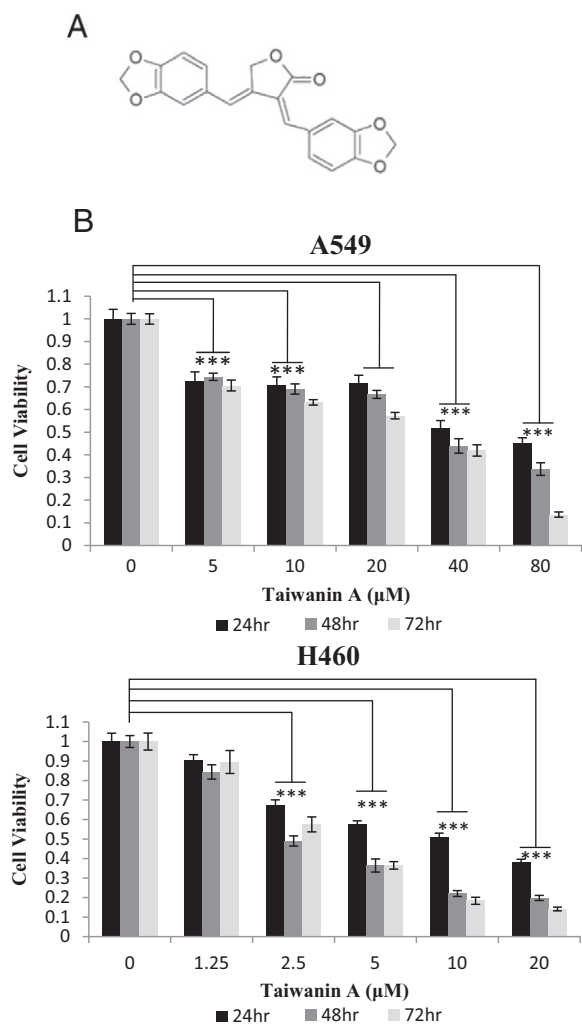 A
O
O
O
O
O
O
B
A549
***
***
***
***
Cell Viability
1.1
1
0.9
0.8
0.7
0.6
0.5
0.4
0.3
0.2
0.1
0
0 5 10 20 40 80
Taiwanin A (µM)
24hr 48hr 72hr
H460
***
***
***
***
Cell Viability
1.1
1
0.9
0.8
0.7
0.6
0.5
0.4
0.3
0.2
0.1
0
0 1.25 2.5 5 10 20
Taiwanin A (µM)
24hr 48hr 72hr